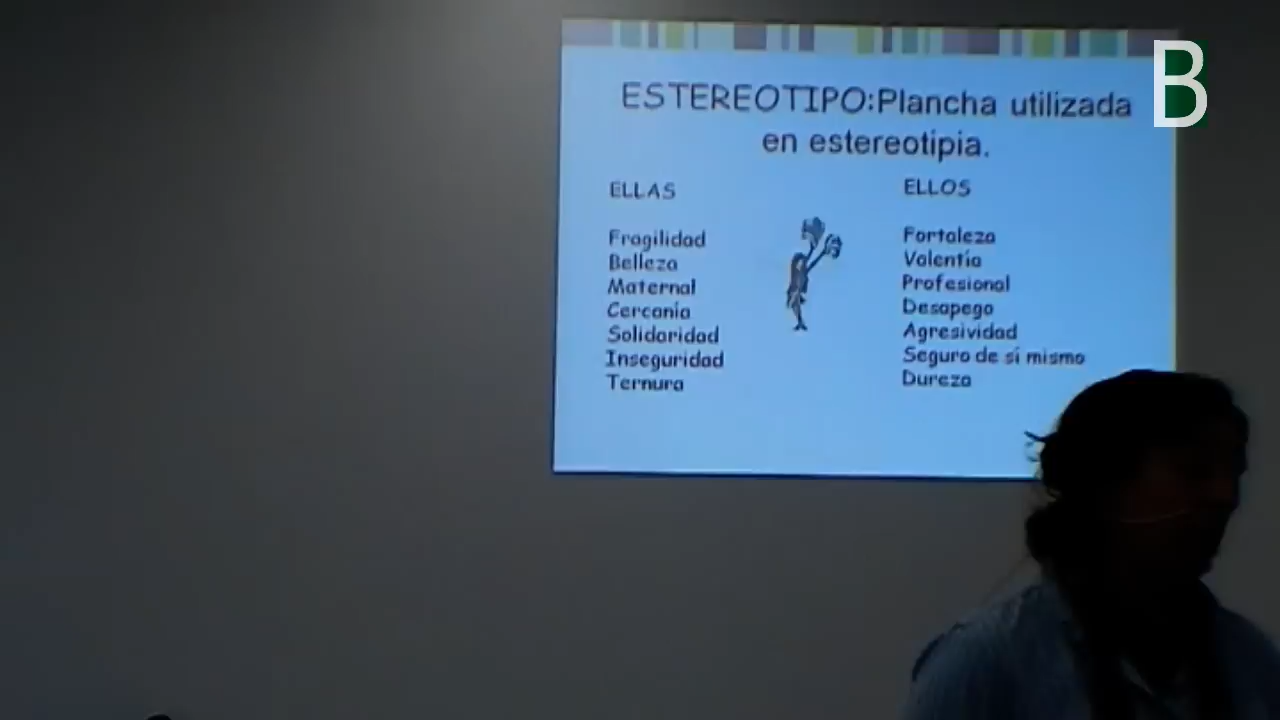 B
ESTEREOTIPO:Plancha utilizada
en estereotipia.
ELLAS
Fragilidad
Belleza
Maternal
Cercanía
Solidaridad
Inseguridad
Ternura
ELLOS
Fortaleza
Valentía
Profesional
Desapego
Agresividad
Seguro de sí mismo
Dureza